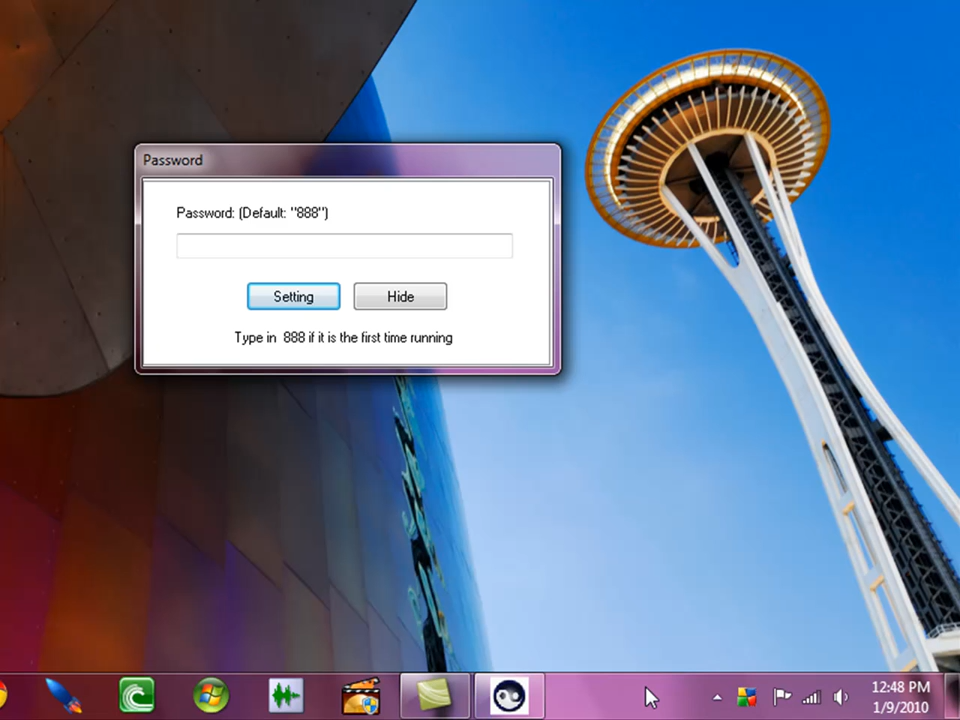 Password
Password: (Default: "888")
Setting
Hide
Type in  888 if it is the first time running
12:48 PM
1/9/2010